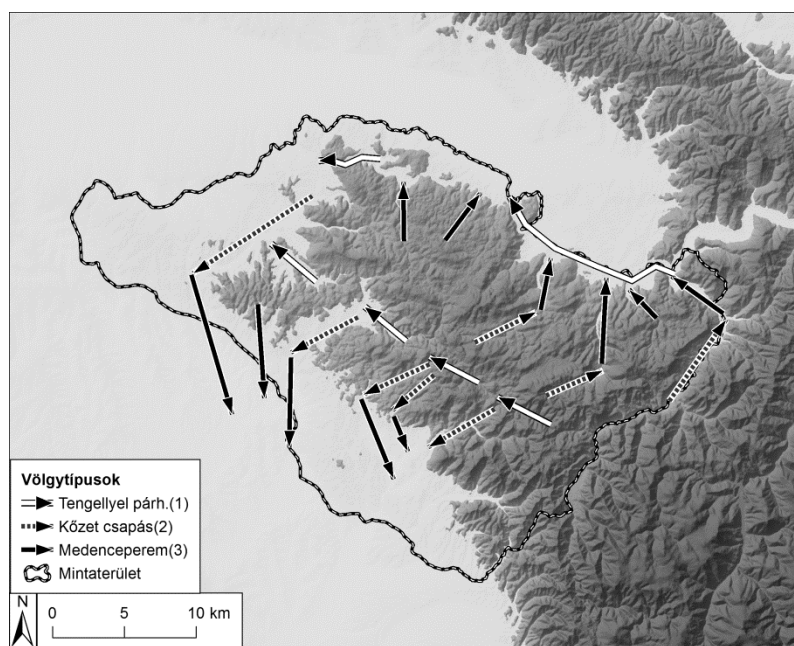 Völgytípusok
Tengellyel párh.(1)
Kőzet csapás(2)
Medenceperem(3)
Mintaterület
N
0 5 10 km